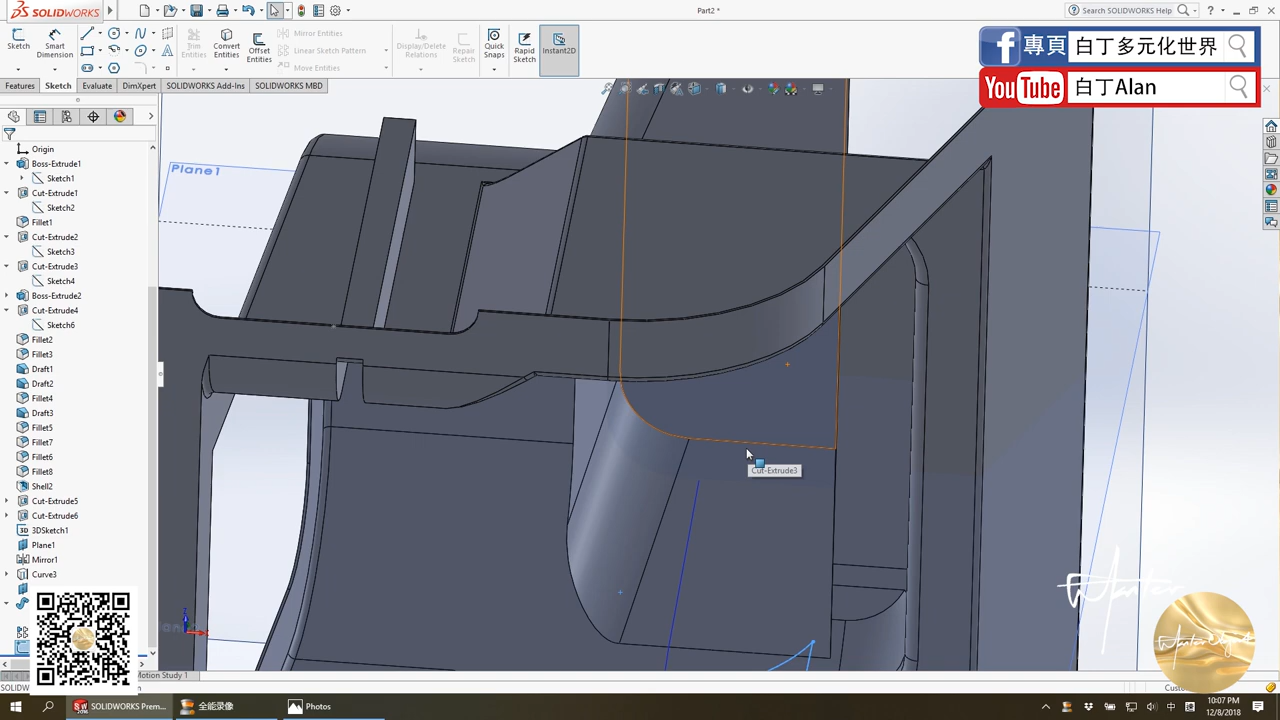 SOLIDWORKS
Part2 *
Search SOLIDWORKS Help
Sketch
Smart
Dimension
Trim
Entities
Convert
Entities
Offset
Entities
Mirror Entities
Linear Sketch Pattern
Move Entities
Display/Delete
Relations
Repair
Sketch
Quick
Snaps
Rapid
Sketch
Instant2D
f 專頁 白丁多元化世界
YouTube 白丁Alan
Features
Sketch
Evaluate
DimXpert
SOLIDWORKS Add-Ins
SOLIDWORKS MBD
Origin
Boss-Extrude1
Sketch1
Cut-Extrude1
Sketch2
Fillet1
Cut-Extrude2
Sketch3
Cut-Extrude3
Sketch4
Boss-Extrude2
Cut-Extrude4
Sketch6
Fillet2
Fillet3
Draft1
Draft2
Fillet4
Draft3
Fillet5
Fillet7
Fillet6
Fillet8
Shell2
Cut-Extrude5
Cut-Extrude6
3DSketch1
Plane1
Mirror1
Curve3
Plane1
Cut-Extrude3
Motion Study 1
SOLIDW
SOLIDWORKS Prem...
全能录像
Photos
中
10:07 PM
12/8/2018